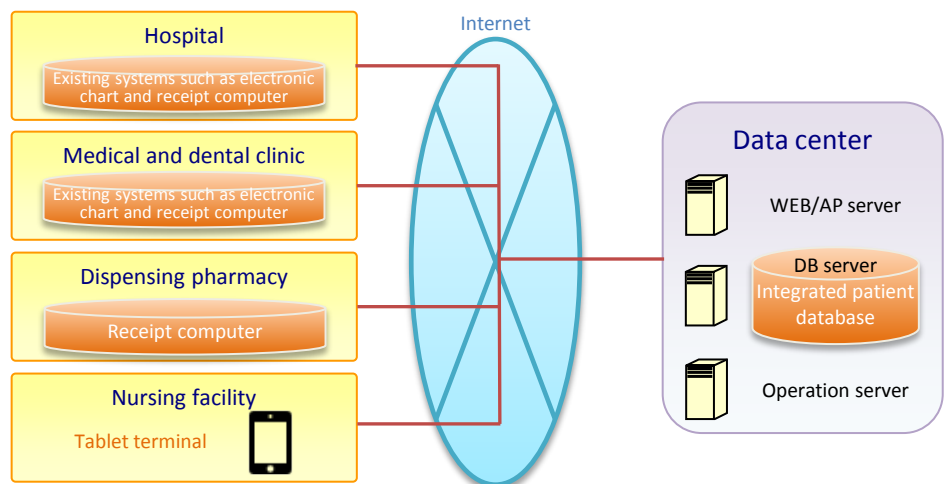 Hospital
Existing systems such as electronic
chart and receipt computer
Medical and dental clinic
Existing systems such as electronic
chart and receipt computer
Dispensing pharmacy
Receipt computer
Nursing facility
Tablet terminal
Internet
Data center
WEB/AP server
DB server
Integrated patient
database
Operation server